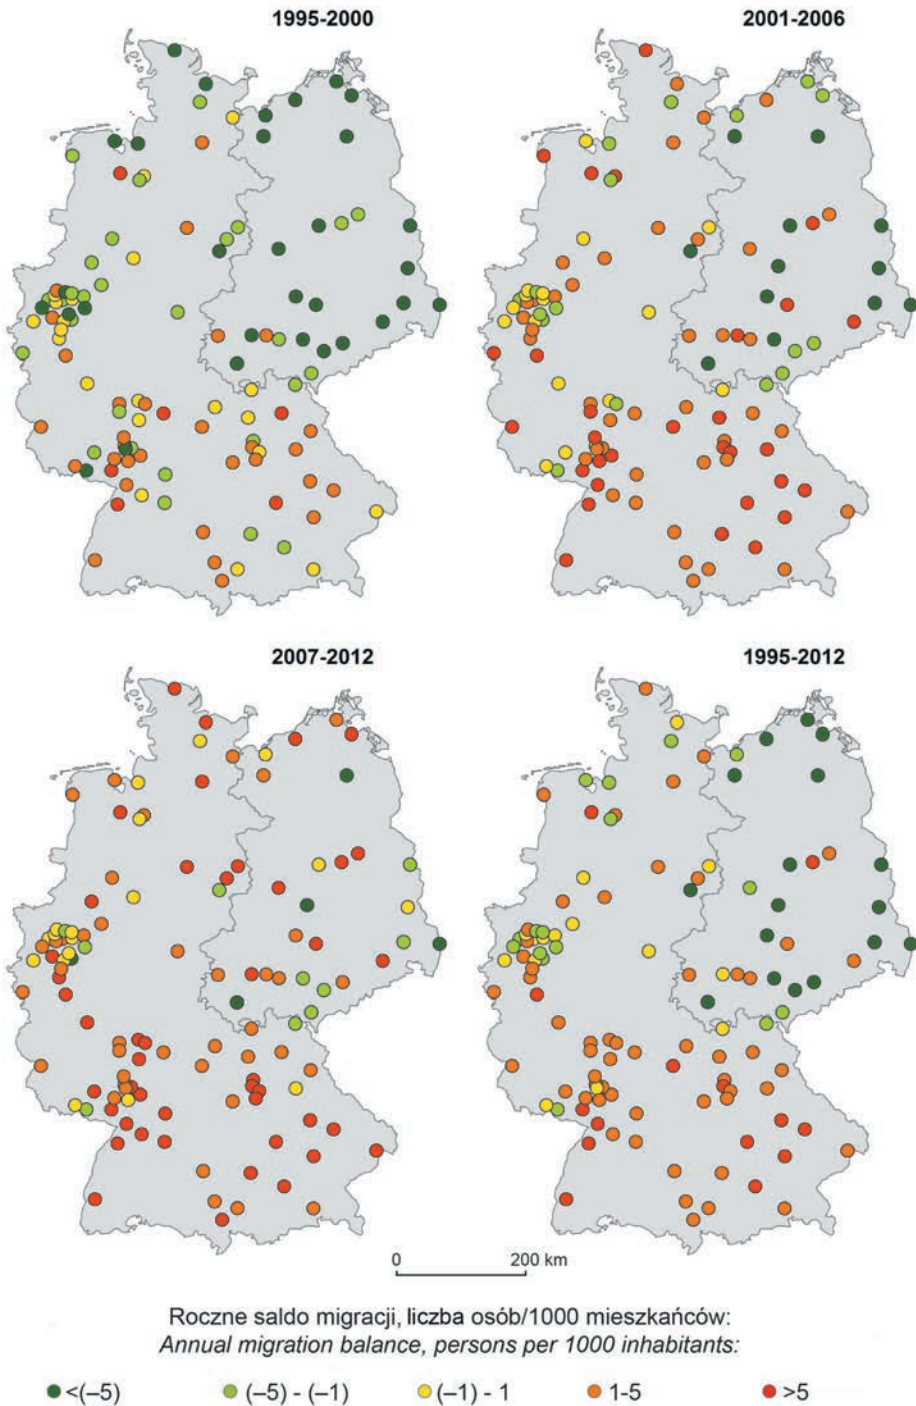 1995-2000
2001-2006
2007-2012
1995-2012
0 200 km
Roczne saldo migracji, liczba osób/1000 mieszkańców:
Annual migration balance, persons per 1000 inhabitants:
<(–5) (–5) - (–1) (–1) - 1 1-5 >5